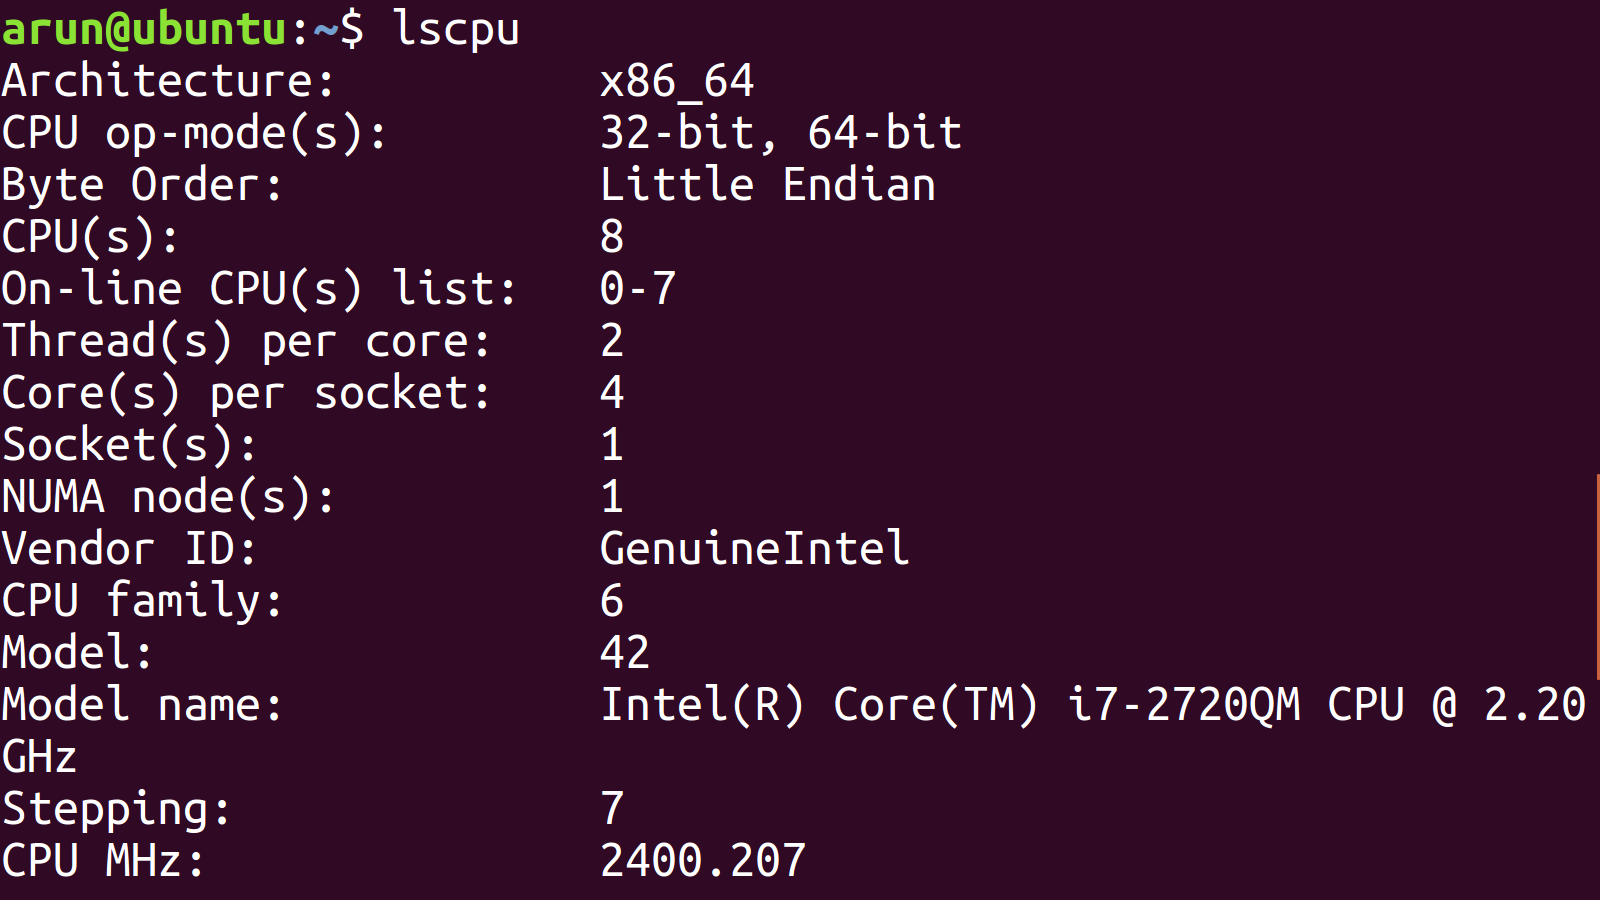 arun@ubuntu:~$ lscpu
Architecture:          x86_64
CPU op-mode(s):        32-bit, 64-bit
Byte Order:            Little Endian
CPU(s):                8
On-line CPU(s) list:   0-7
Thread(s) per core:    2
Core(s) per socket:    4
Socket(s):             1
NUMA node(s):          1
Vendor ID:             GenuineIntel
CPU family:            6
Model:                 42
Model name:            Intel(R) Core(TM) i7-2720QM CPU @ 2.20
GHz
Stepping:              7
CPU MHz:               2400.207